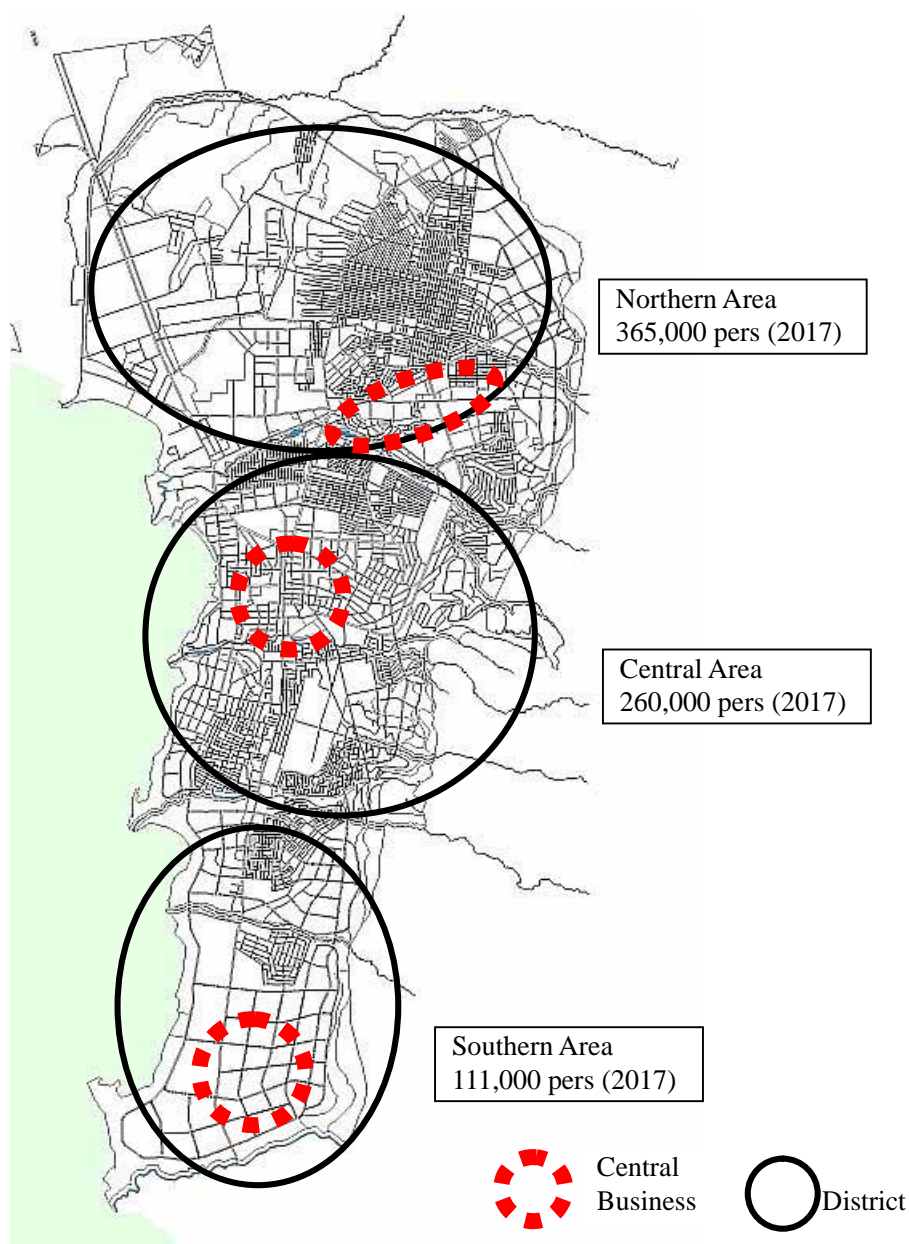 Northern Area
365,000 pers (2017)
Central Area
260,000 pers (2017)
Southern Area
111,000 pers (2017)
Central
Business
District